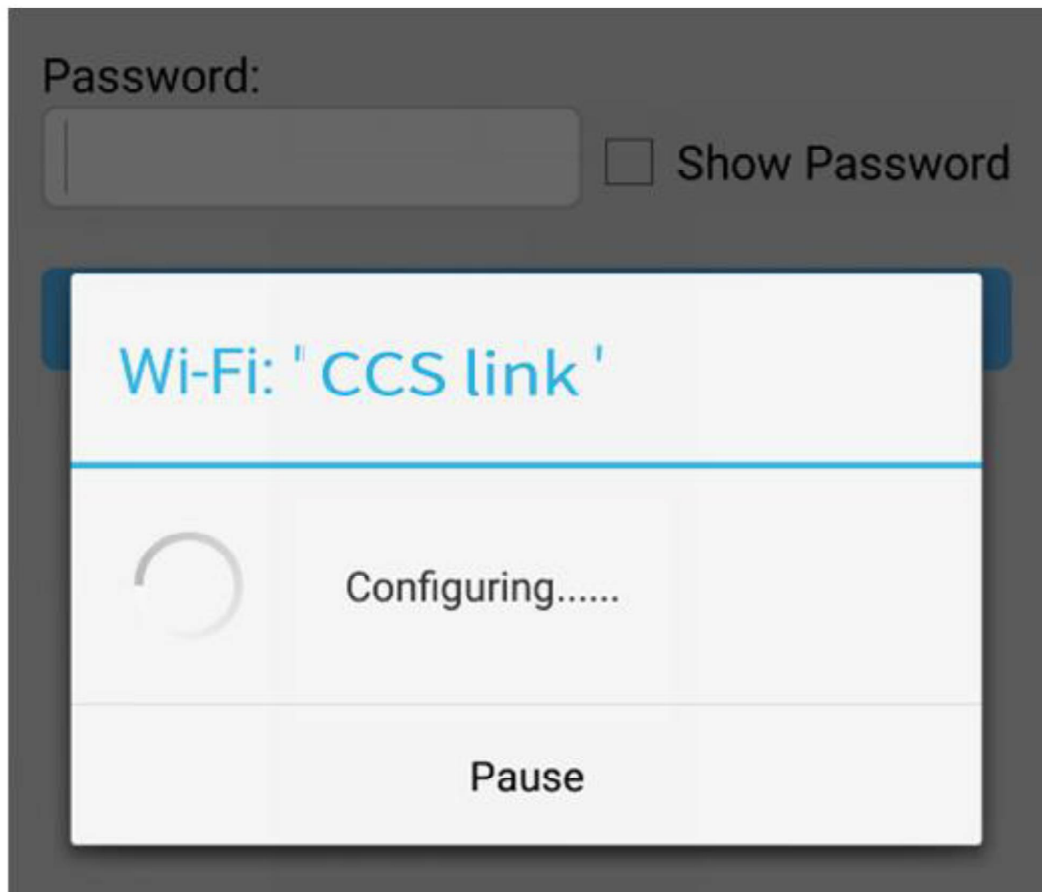 Password:
Show Password
Wi-Fi: ' CCS link '
Configuring......
Pause